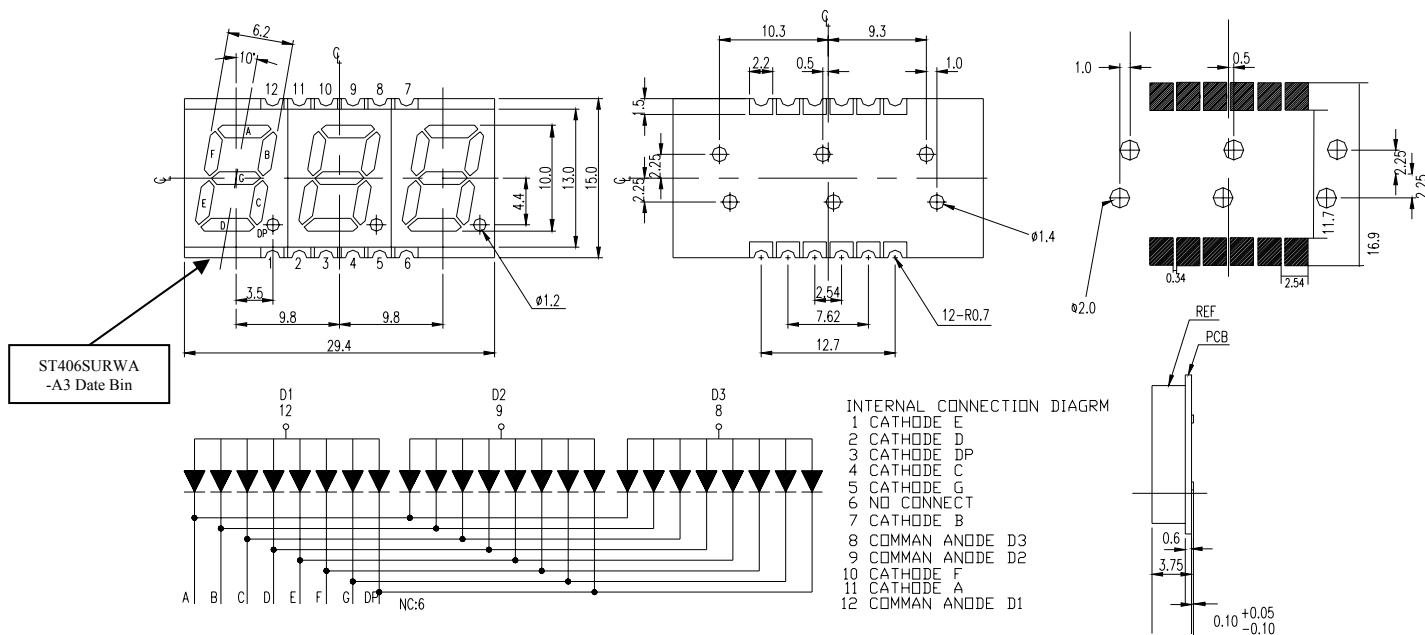 6.2
10°
℄
12 11 10 9 8 7
A
F
B
G
℄
E
C
D
DP
1 2 3 4 5 6
4.4
10.0
13.0
15.0
3.5
ø1.2
9.8
9.8
29.4
ST406SURWA
-A3 Date Bin
℄
10.3
9.3
2.2
0.5
1.0
1.5
2.25
℄
2.25
ø1.4
2.54
7.62
12.7
12-R0.7
1.0
0.5
2.25
2.25
11.7
16.9
0.34
2.54
ø2.0
REF
PCB
0.6
3.75
0.10 +0.05
-0.10
D1
12
D2
9
D3
8
A B C D E F G DP
NC:6
INTERNAL CONNECTION DIAGRM
1 CATHODE E
2 CATHODE D
3 CATHODE DP
4 CATHODE C
5 CATHODE G
6 NO CONNECT
7 CATHODE B
8 COMMAN ANODE D3
9 COMMAN ANODE D2
10 CATHODE F
11 CATHODE A
12 COMMAN ANODE D1